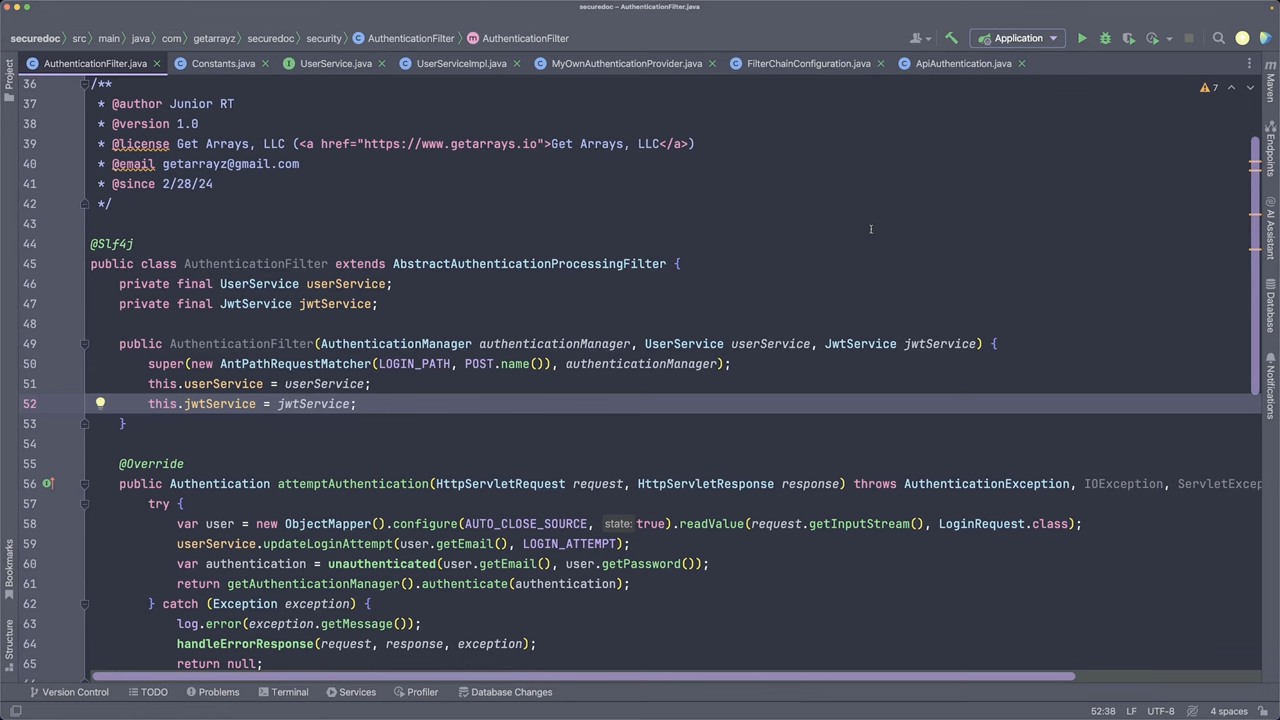 securedoc – AuthenticationFilter.java
securedoc src main java com getarrayz securedoc security AuthenticationFilter AuthenticationFilter Application
AuthenticationFilter.java Constants.java UserService.java UserServiceImpl.java MyOwnAuthenticationProvider.java FilterChainConfiguration.java ApiAuthentication.java
Project
Bookmarks
Structure
7
36 /**
37 * @author Junior RT
38 * @version 1.0
39 * @license Get Arrays, LLC (<a href="https://www.getarrays.io">Get Arrays, LLC</a>)
40 * @email getarrayz@gmail.com
41 * @since 2/28/24
42 */
43
44 @Slf4j
45 public class AuthenticationFilter extends AbstractAuthenticationProcessingFilter {
46 private final UserService userService;
47 private final JwtService jwtService;
48
49 public AuthenticationFilter(AuthenticationManager authenticationManager, UserService userService, JwtService jwtService) {
50 super(new AntPathRequestMatcher(LOGIN_PATH, POST.name()), authenticationManager);
51 this.userService = userService;
52 this.jwtService = jwtService;
53 }
54
55 @Override
56 public Authentication attemptAuthentication(HttpServletRequest request, HttpServletResponse response) throws AuthenticationException, IOException, ServletExcep
57 try {
58 var user = new ObjectMapper().configure(AUTO_CLOSE_SOURCE, state: true).readValue(request.getInputStream(), LoginRequest.class);
59 userService.updateLoginAttempt(user.getEmail(), LOGIN_ATTEMPT);
60 var authentication = unauthenticated(user.getEmail(), user.getPassword());
61 return getAuthenticationManager().authenticate(authentication);
62 } catch (Exception exception) {
63 log.error(exception.getMessage());
64 handleErrorResponse(request, response, exception);
65 return null;
Maven
Endpoints
AI Assistant
Database
Notifications
Version Control TODO Problems Terminal Services Profiler Database Changes
52:38 LF UTF-8 4 spaces